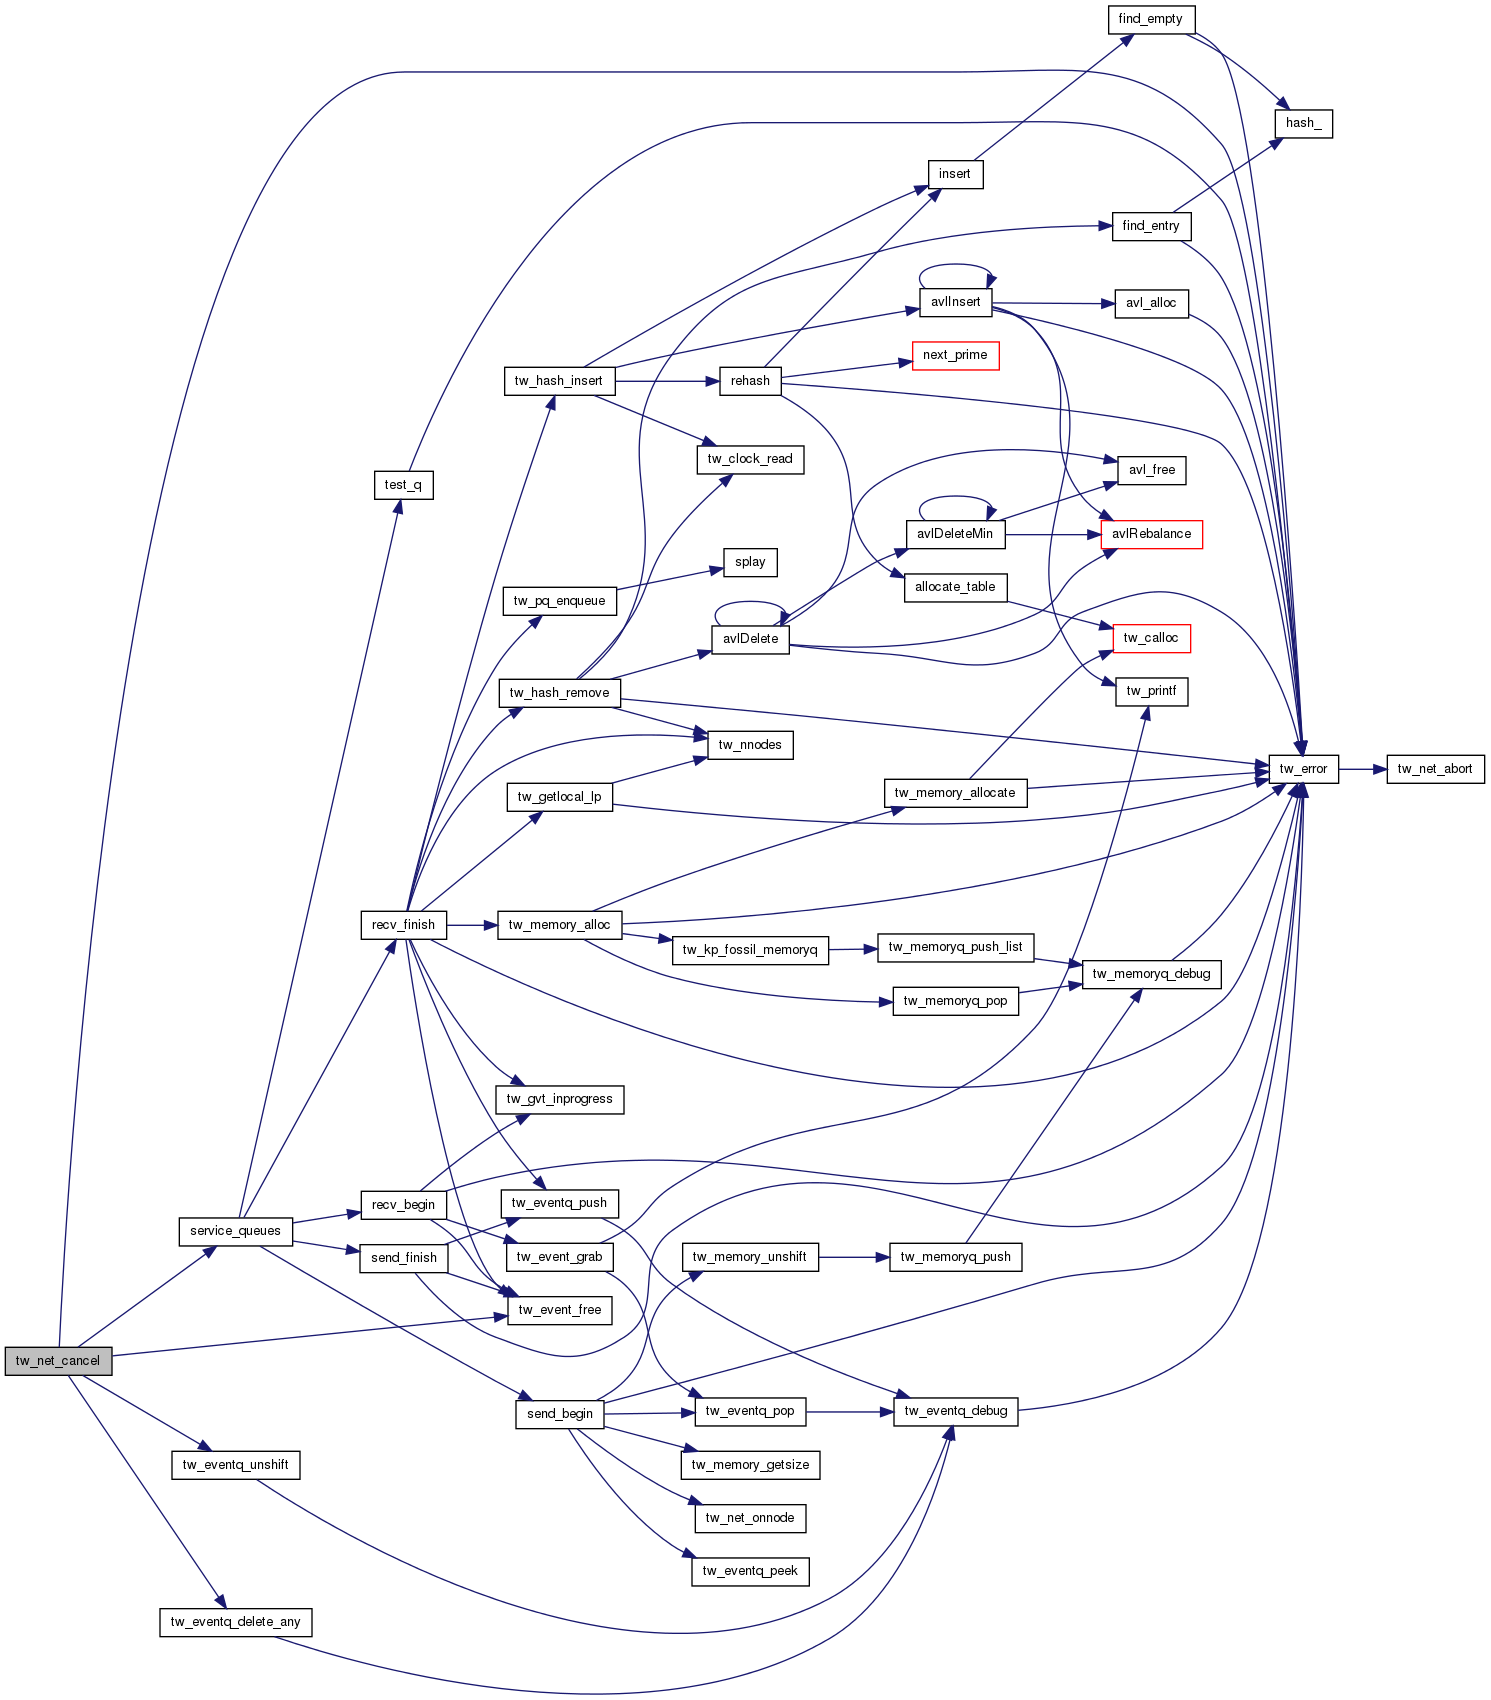 find_empty
hash_
insert
find_entry
avlInsert
avl_alloc
next_prime
tw_hash_insert
rehash
tw_clock_read
avl_free
test_q
avlDeleteMin
avlRebalance
splay
allocate_table
tw_pq_enqueue
avlDelete
tw_calloc
tw_hash_remove
tw_printf
tw_nnodes
tw_error
tw_net_abort
tw_getlocal_lp
tw_memory_allocate
recv_finish
tw_memory_alloc
tw_kp_fossil_memoryq
tw_memoryq_push_list
tw_memoryq_debug
tw_memoryq_pop
tw_gvt_inprogress
recv_begin
tw_eventq_push
service_queues
send_finish
tw_event_grab
tw_memory_unshift
tw_memoryq_push
tw_event_free
tw_net_cancel
send_begin
tw_eventq_pop
tw_eventq_debug
tw_eventq_unshift
tw_memory_getsize
tw_net_onnode
tw_eventq_peek
tw_eventq_delete_any